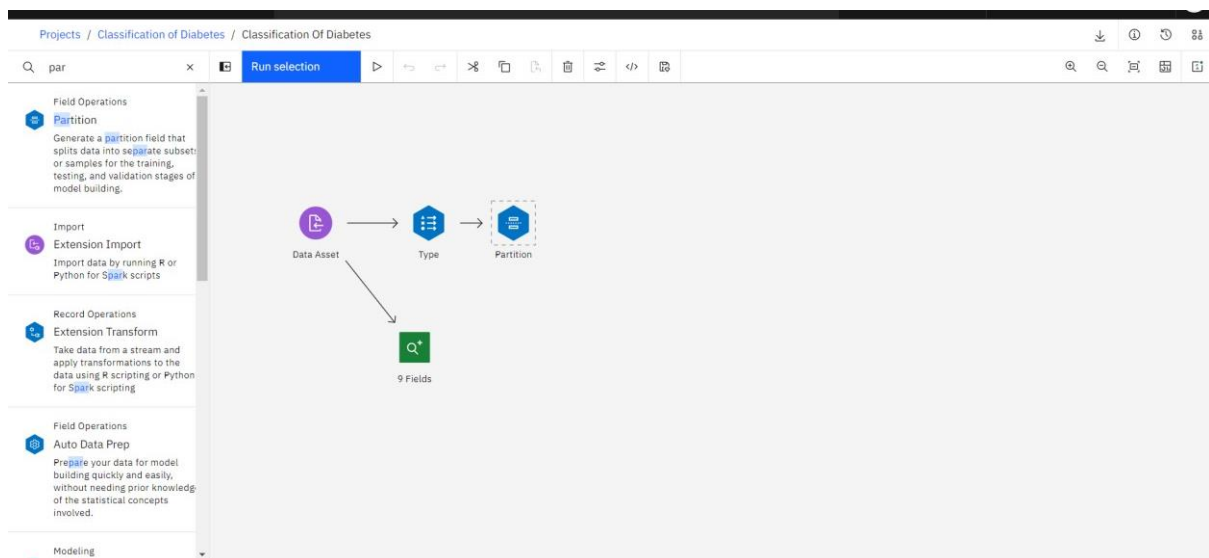 Projects / Classification of Diabetes / Classification Of Diabetes
par
Run selection
Field Operations
Partition
Generate a partition field that
splits data into separate subsets
or samples for the training,
testing, and validation stages of
model building.
Import
Extension Import
Import data by running R or
Python for Spark scripts
Record Operations
Extension Transform
Take data from a stream and
apply transformations to the
data using R scripting or Python
for Spark scripting
Field Operations
Auto Data Prep
Prepare your data for model
building quickly and easily,
without needing prior knowledg
of the statistical concepts
involved.
Modeling
Data Asset
Type
Partition
9 Fields